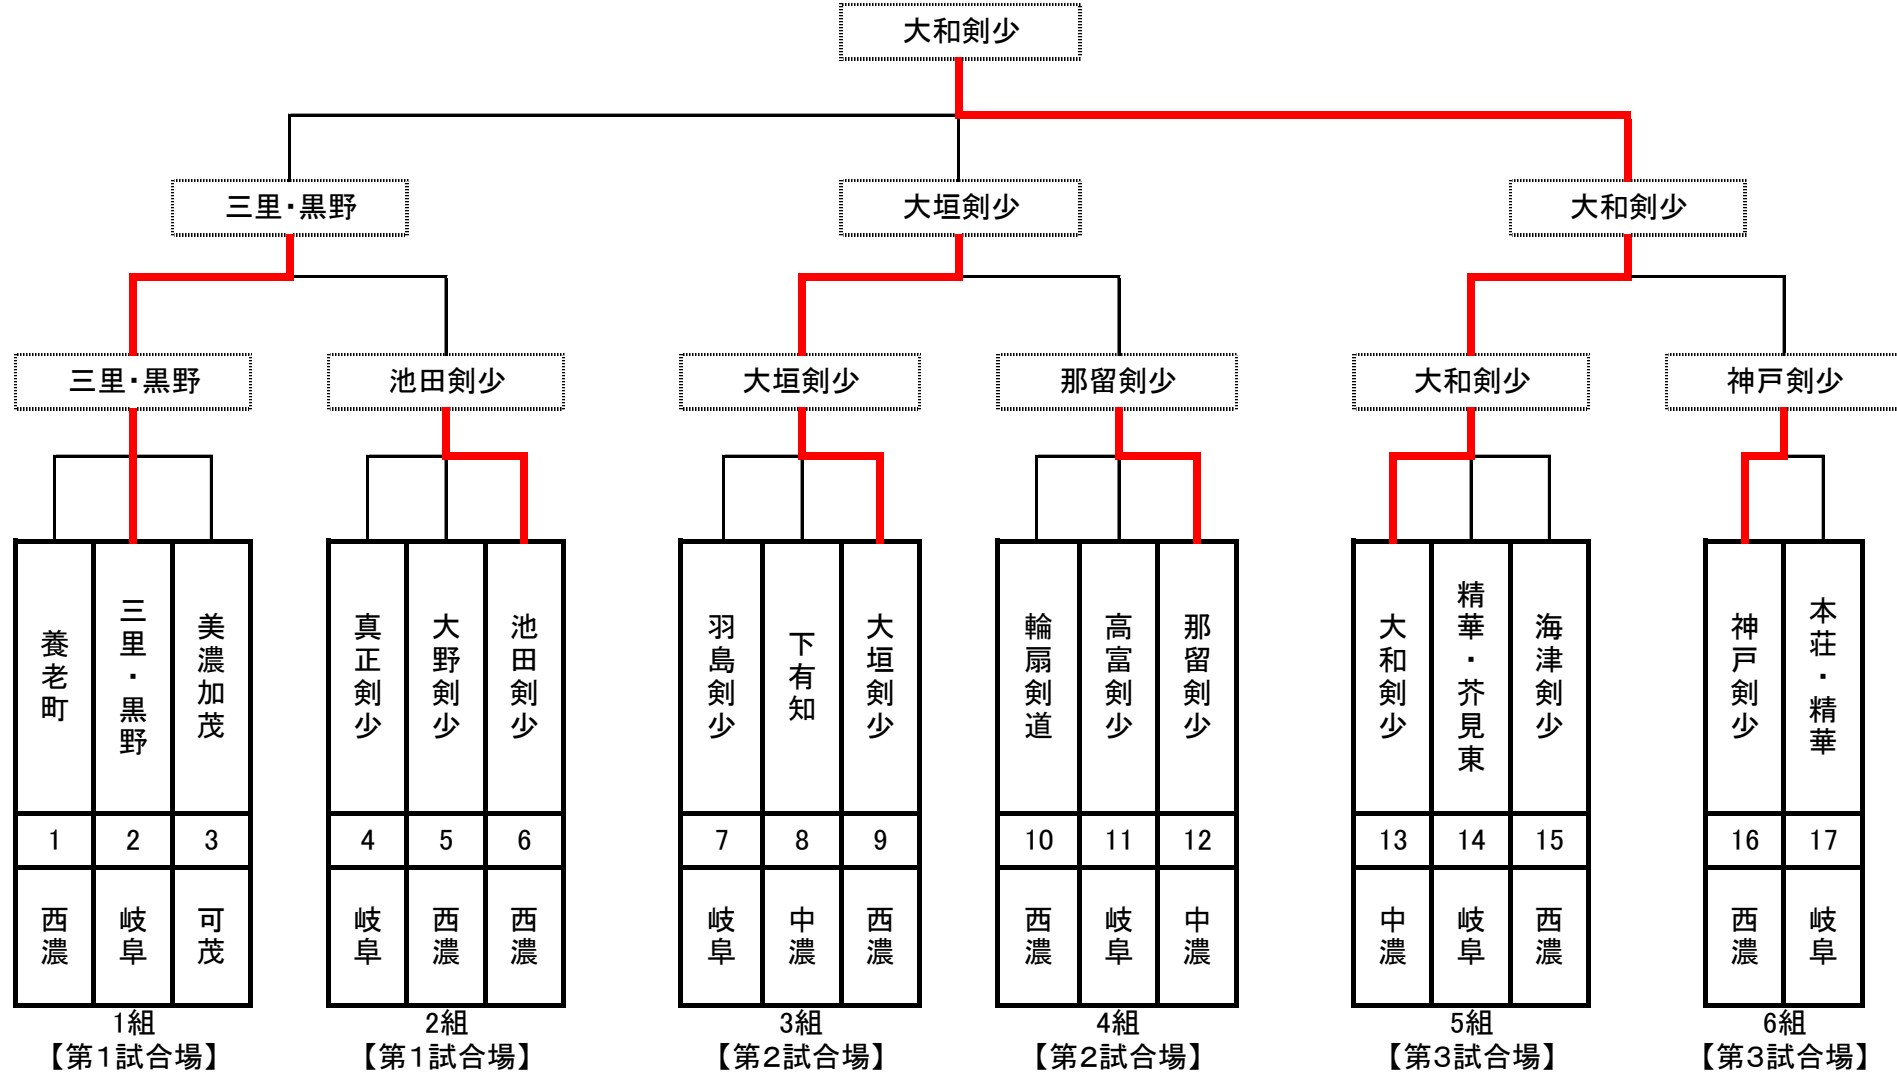 大和剣少
三里・黒野
大垣剣少
大和剣少
三里・黒野
池田剣少
大垣剣少
那留剣少
大和剣少
神戸剣少
養老町
三里・黒野
美濃加茂
真正剣少
大野剣少
池田剣少
羽島剣少
下有知
大垣剣少
輪扇剣道
高富剣少
那留剣少
大和剣少
精華・芥見東
海津剣少
神戸剣少
本荘・精華
1 2 3 4 5 6 7 8 9 10 11 12 13 14 15 16 17
西濃 岐阜 可茂 岐阜 西濃 西濃 岐阜 中濃 西濃 西濃 岐阜 中濃 中濃 岐阜 西濃 西濃 岐阜
1組 2組 3組 4組 5組 6組
【第1試合場】 【第1試合場】 【第2試合場】 【第2試合場】 【第3試合場】 【第3試合場】